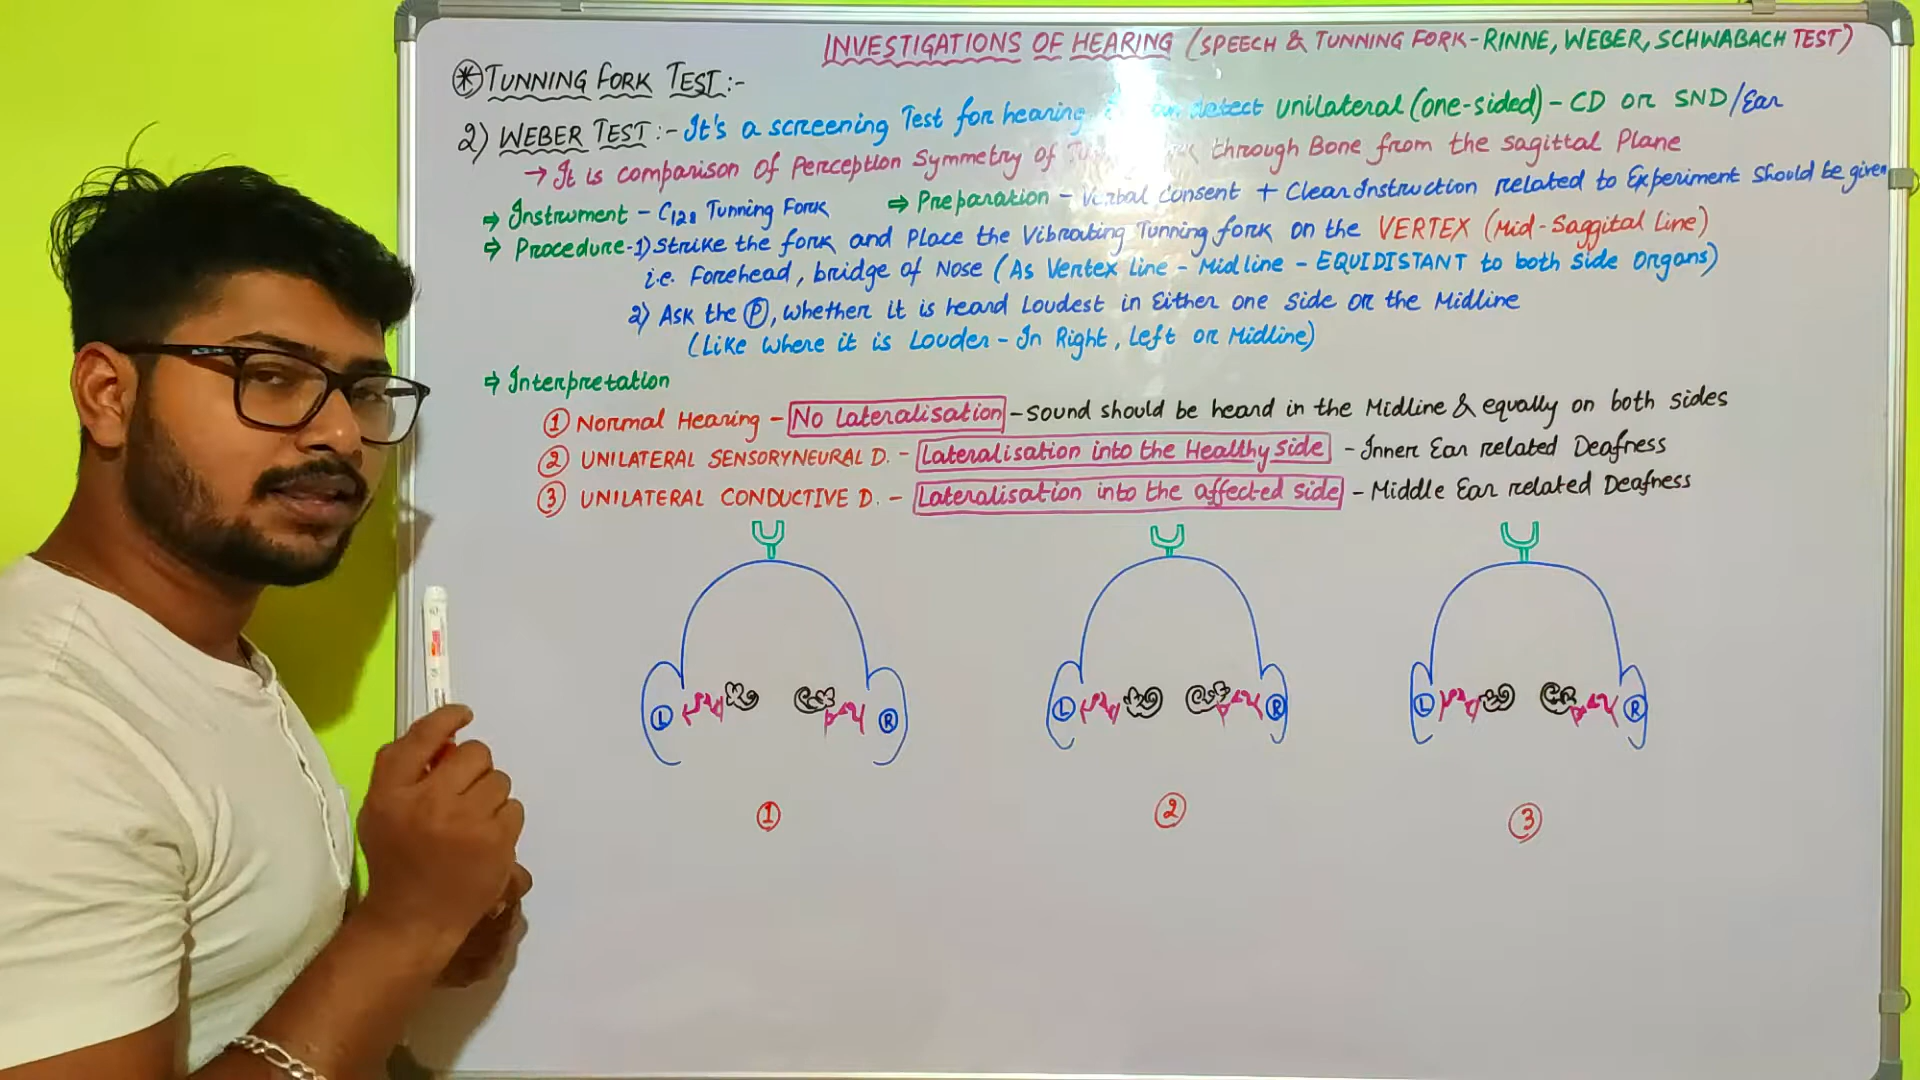 INVESTIGATIONS OF HEARING (SPEECH & TUNNING FORK-RINNE, WEBER, SCHWABACH TEST)
* TUNNING FORK TEST:-
2) WEBER TEST:- It's a screening Test for hearing, detect unilateral (one-sided) - CD or SND/Ear
→ It is comparison of Perception Symmetry of through Bone from the sagittal Plane
⇒ Instrument - C128 Tunning Fork ⇒ Preparation - Verbal Consent + Clear Instruction related to Experiment should be given
⇒ Procedure-1) Strike the fork and Place the Vibrating Tunning fork on the VERTEX (Mid-Saggital Line)
i.e. Forehead, bridge of Nose (As Vertex line - Midline - EQUIDISTANT to both side Organs)
2) Ask the Ⓟ, whether it is heard Loudest in Either one side or the Midline
(Like where it is Louder - In Right, Left or Midline)
⇒ Interpretation
① Normal Hearing - No Lateralisation - Sound should be heard in the Midline & equally on both sides
② UNILATERAL SENSORYNEURAL D. - Lateralisation into the Healthy side - Inner Ear related Deafness
③ UNILATERAL CONDUCTIVE D. - Lateralisation into the affected side - Middle Ear related Deafness
L R L R L R
① ② ③